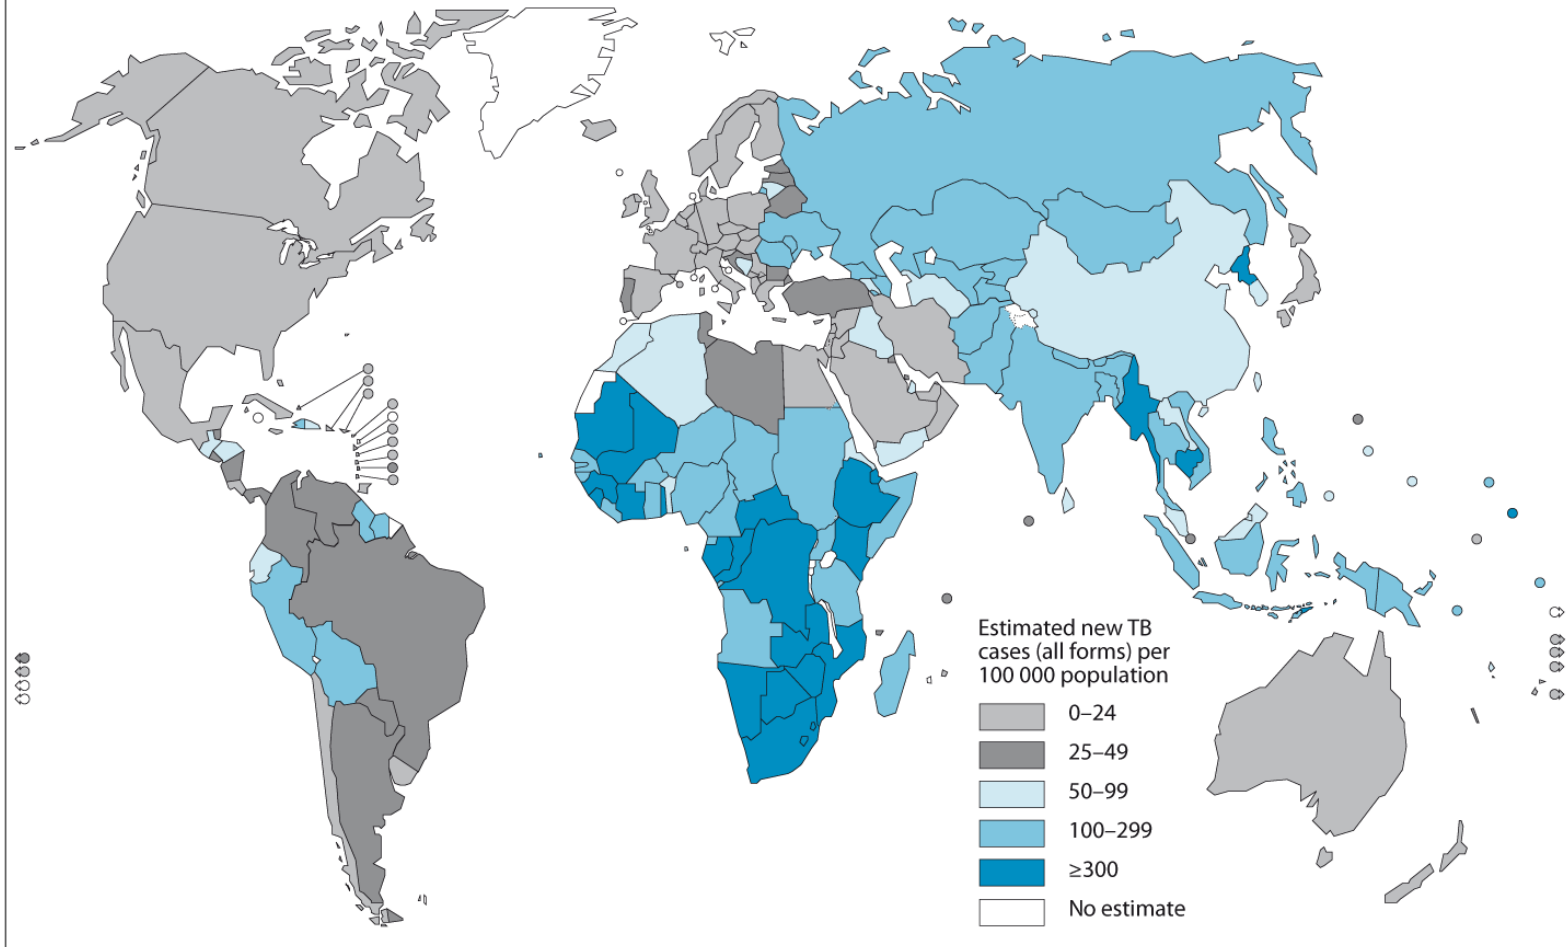 Estimated new TB
cases (all forms) per
100 000 population
0–24
25–49
50–99
100–299
≥300
No estimate